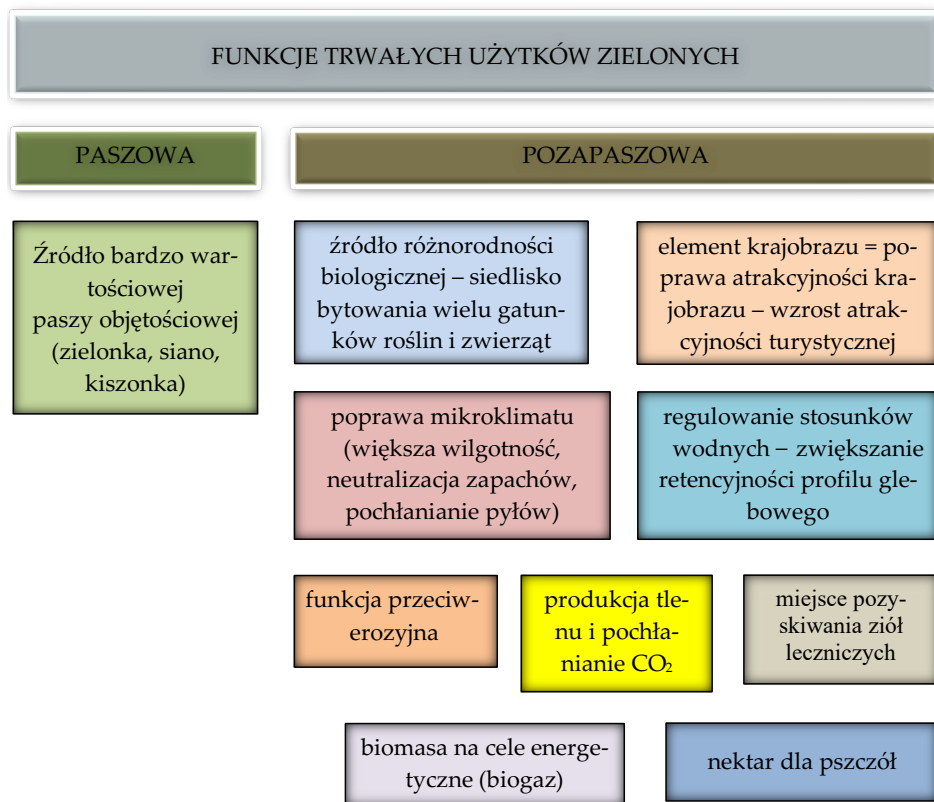 FUNKCJE TRWAŁYCH UŻYTKÓW ZIELONYCH
PASZOWA
POZAPASZOWA
Źródło bardzo war-
tościowej
paszy objętościowej
(zielonka, siano,
kiszonka)
źródło różnorodności
biologicznej – siedlisko
bytowania wielu gatun-
ków roślin i zwierząt
element krajobrazu = po-
prawa atrakcyjności kra-
jobrazu – wzrost atrak-
cyjności turystycznej
poprawa mikroklimatu
(większa wilgotność,
neutralizacja zapachów,
pochłanianie pyłów)
regulowanie stosunków
wodnych – zwiększanie
retencyjności profilu gle-
bowego
funkcja przeciw-
erozyjna
produkcja tle-
nu i pochła-
nianie CO₂
miejsce pozy-
skiwania ziół
leczniczych
biomasa na cele energe-
tyczne (biogaz)
nektar dla pszczół